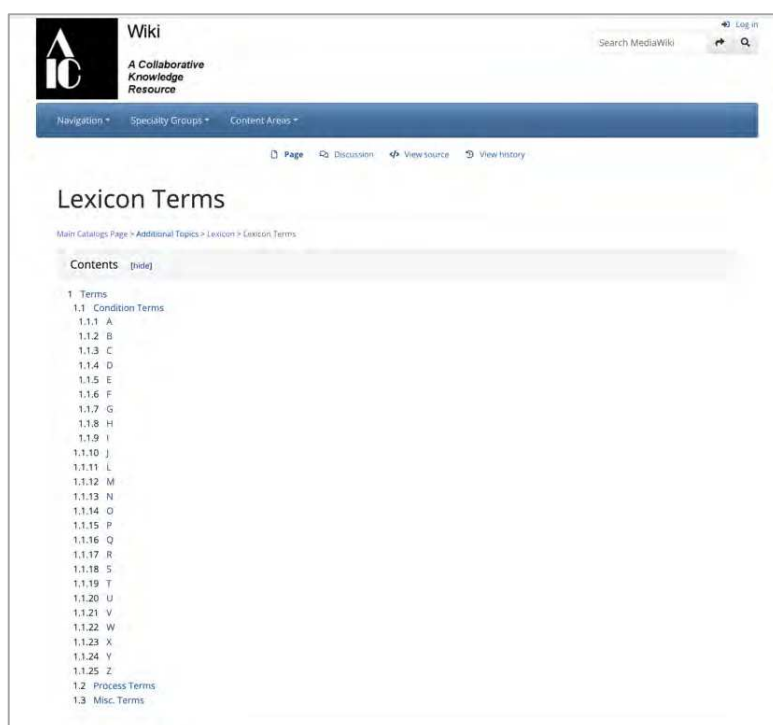 AIC
Wiki
A Collaborative
Knowledge
Resource
Log in
Search MediaWiki
Navigation
Specialty Groups
Content Areas
Page
Discussion
</> View source
View history
Lexicon Terms
Main Catalogs Page > Additional Topics > Lexicon > Lexicon Terms
Contents [hide]
1 Terms
1.1 Condition Terms
1.1.1 A
1.1.2 B
1.1.3 C
1.1.4 D
1.1.5 E
1.1.6 F
1.1.7 G
1.1.8 H
1.1.9 I
1.1.10 J
1.1.11 L
1.1.12 M
1.1.13 N
1.1.14 O
1.1.15 P
1.1.16 Q
1.1.17 R
1.1.18 S
1.1.19 T
1.1.20 U
1.1.21 V
1.1.22 W
1.1.23 X
1.1.24 Y
1.1.25 Z
1.2 Process Terms
1.3 Misc. Terms